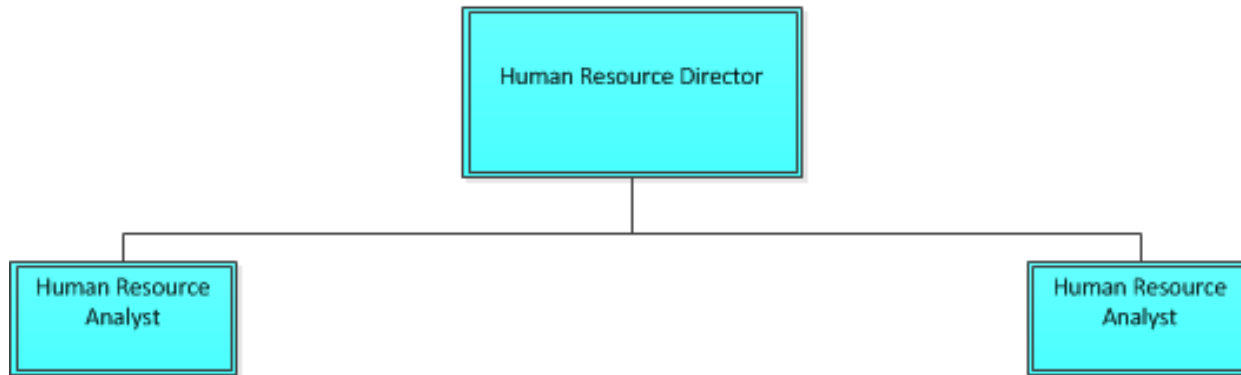 Human Resource Director
Human Resource
Analyst
Human Resource
Analyst